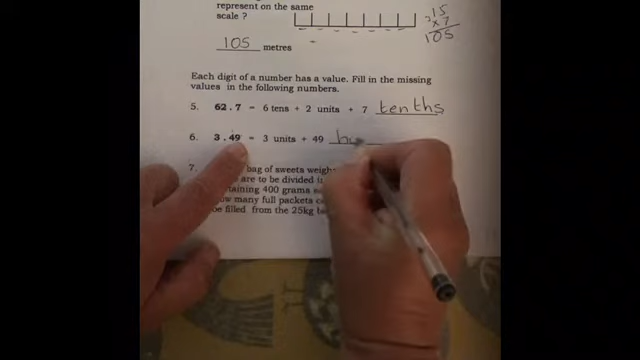 represent on the same
scale ?
15
x 7
105
105 metres
Each digit of a number has a value. Fill in the missing
values in the following numbers.
5. 62 . 7 = 6 tens + 2 units + 7 tenths
6. 3 . 49 = 3 units + 49
7. bag of sweets
are to be divided
400 grams
many full packets
be filled from the 25kg